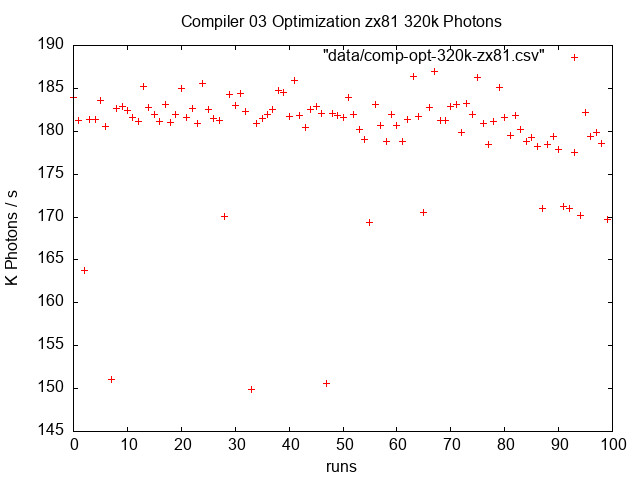 Compiler 03 Optimization zx81 320k Photons
190
"data/comp-opt-320k-zx81.csv"
185
180
175
170
165
160
155
150
145
K Photons / s
0 10 20 30 40 50 60 70 80 90 100
runs